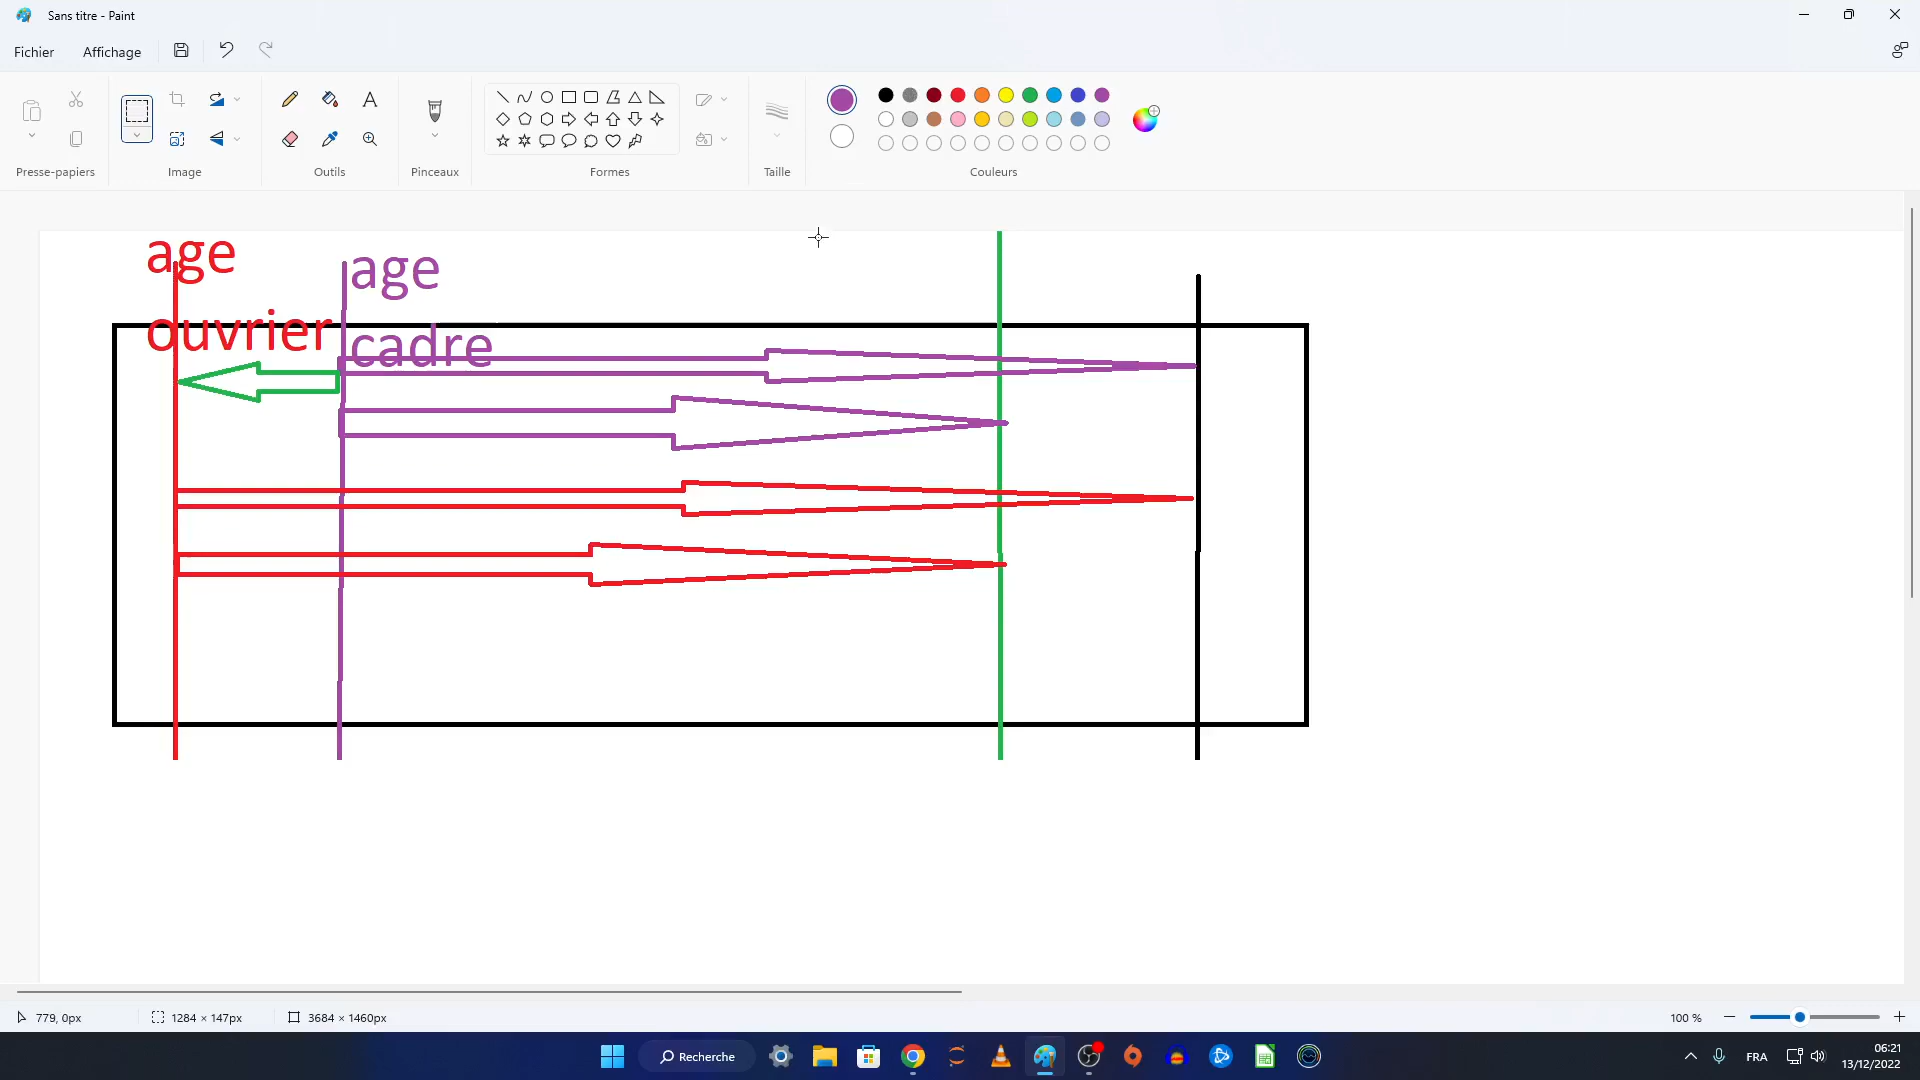 Sans titre - Paint
Fichier
Affichage
Presse-papiers
Image
Outils
Pinceaux
Formes
Taille
Couleurs
age
ouvrier
age
cadre
779, 0px
1284 × 147px
3684 × 1460px
100 %
Recherche
FRA
06:21
13/12/2022